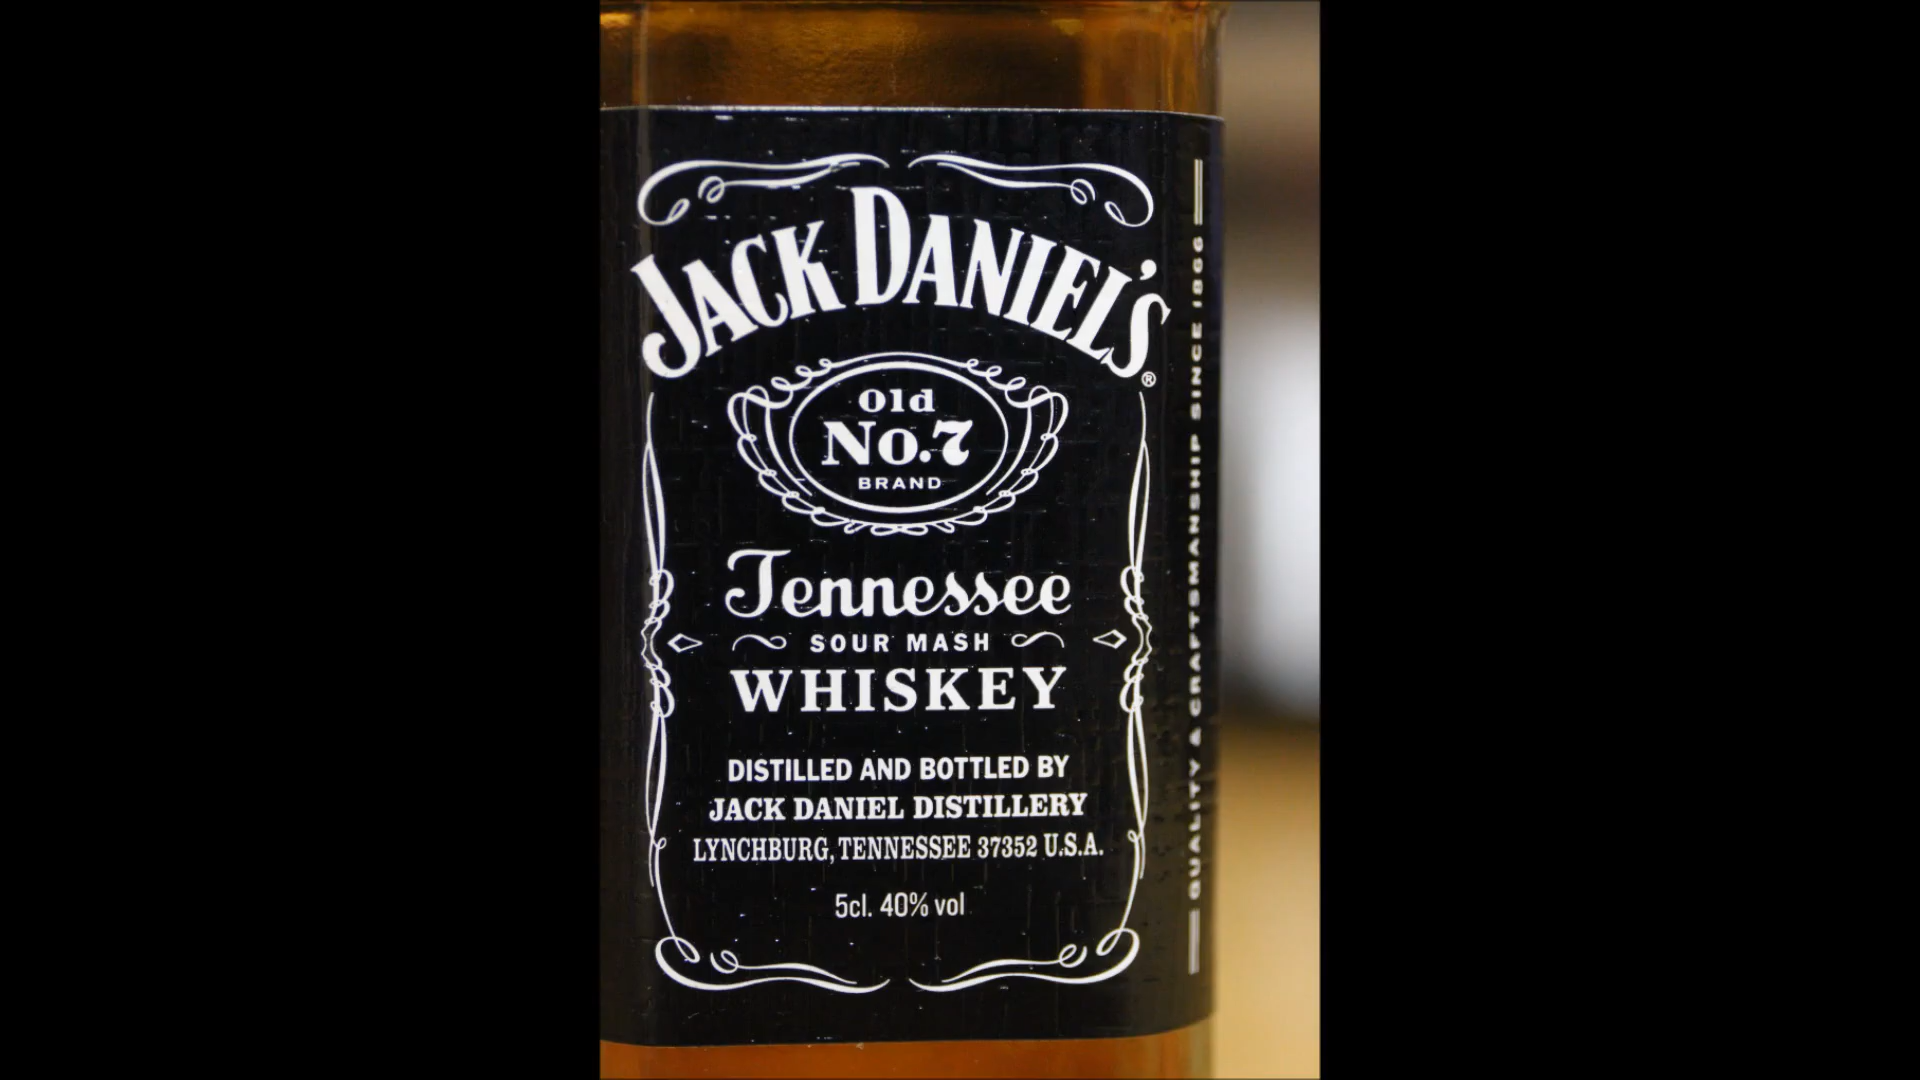 JACK DANIEL'S®
Old
No.7
BRAND
Tennessee
SOUR MASH
WHISKEY
DISTILLED AND BOTTLED BY
JACK DANIEL DISTILLERY
LYNCHBURG, TENNESSEE 37352 U.S.A.
5cl. 40% vol
QUALITY & CRAFTSMANSHIP SINCE 1866